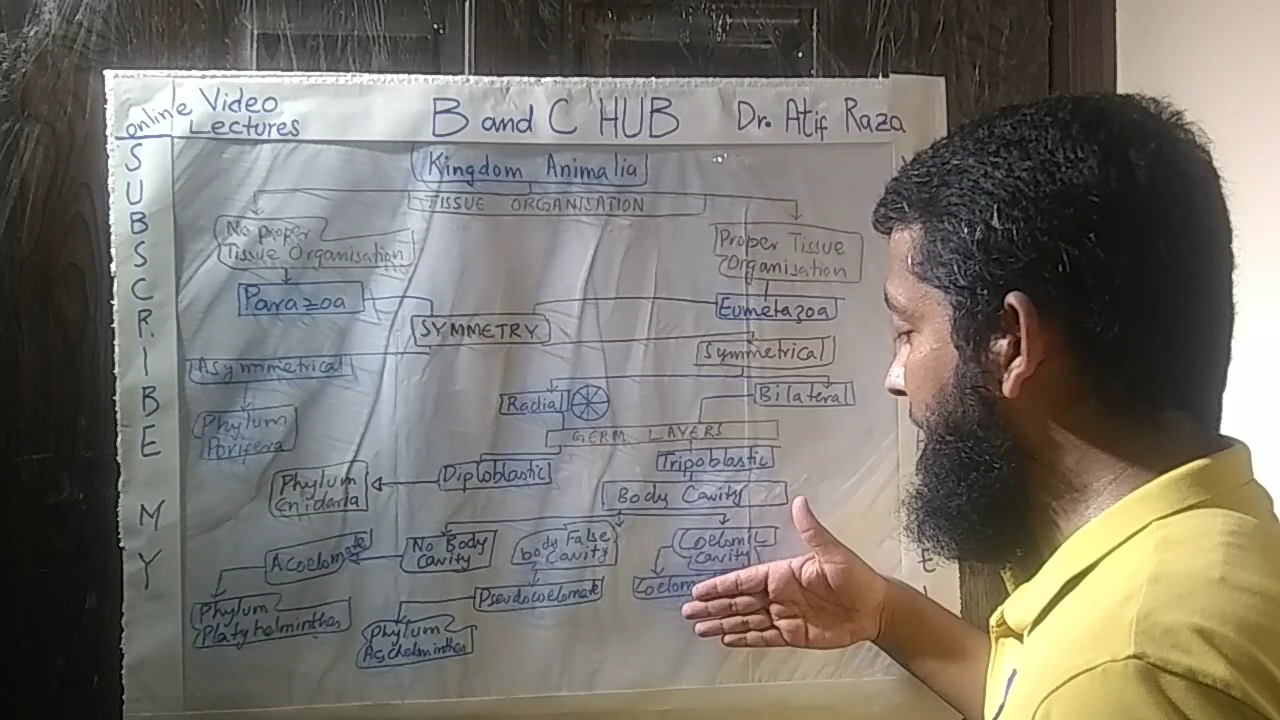 online Video Lectures
B and C HUB
Dr. Atif Raza
SUBSCRIBE MY
Kingdom Animalia
TISSUE ORGANISATION
No proper
Tissue Organisation
Proper Tissue
Organisation
Parazoa
Eumetazoa
SYMMETRY
Asymmetrical
Symmetrical
Radial
Bilateral
Phylum
Porifera
GERM LAYERS
Diploblastic
Tripoblastic
Phylum
Cnidaria
Body Cavity
No Body
Cavity
False
body Cavity
Coelomic
Cavity
Acoelomate
Pseudocoelomate
Coelom
Phylum
Platyhelminthes
Phylum
Aschelminthes